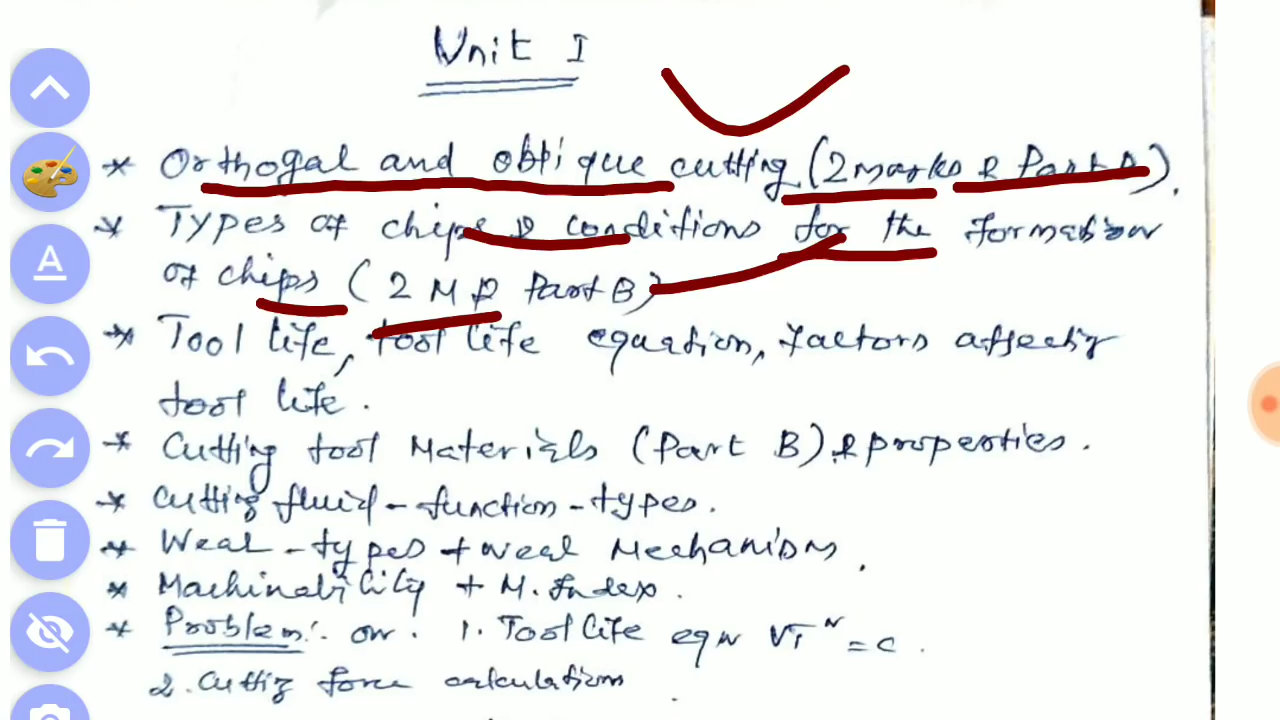 Unit I
* Orthogal and oblique cutting (2 marks & Part B).
* Types of chips & conditions for the formation
of chips ( 2 M & Part B)
* Tool life, tool life equation, factors affecting
tool life.
* Cutting tool Materials (Part B) & properties.
* Cutting fluid - function - types.
* Wear - types + wear Mechanisms.
* Machinability + M. Index.
* Problem: on. 1. Tool life eqn VT^n = c.
2. Cutting force calculations